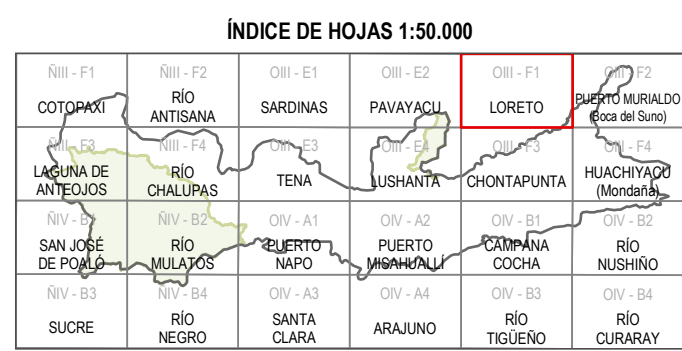 ÍNDICE DE HOJAS 1:50.000
ÑIII - F1
COTOPAXI
ÑIII - F2
RÍO
ANTISANA
OIII - E1
SARDINAS
OIII - E2
PAVAYACU
OIII - F1
LORETO
OIII - F2
PUERTO MURIALDO
(Boca del Suno)
ÑIII - F3
LAGUNA DE
ANTEOJOS
ÑIII - F4
RÍO
CHALUPAS
OIII - E3
TENA
OIII - E4
LUSHANTA
OIII - F3
CHONTAPUNTA
OIII - F4
HUACHIYACU
(Mondaña)
ÑIV - B1
SAN JOSÉ
DE POALÓ
ÑIV - B2
RÍO
MULATOS
OIV - A1
PUERTO
NAPO
OIV - A2
PUERTO
MISAHUALLÍ
OIV - B1
CAMPANA
COCHA
OIV - B2
RÍO
NUSHIÑO
ÑIV - B3
SUCRE
ÑIV - B4
RÍO
NEGRO
OIV - A3
SANTA
CLARA
OIV - A4
ARAJUNO
OIV - B3
RÍO
TIGÜEÑO
OIV - B4
RÍO
CURARAY